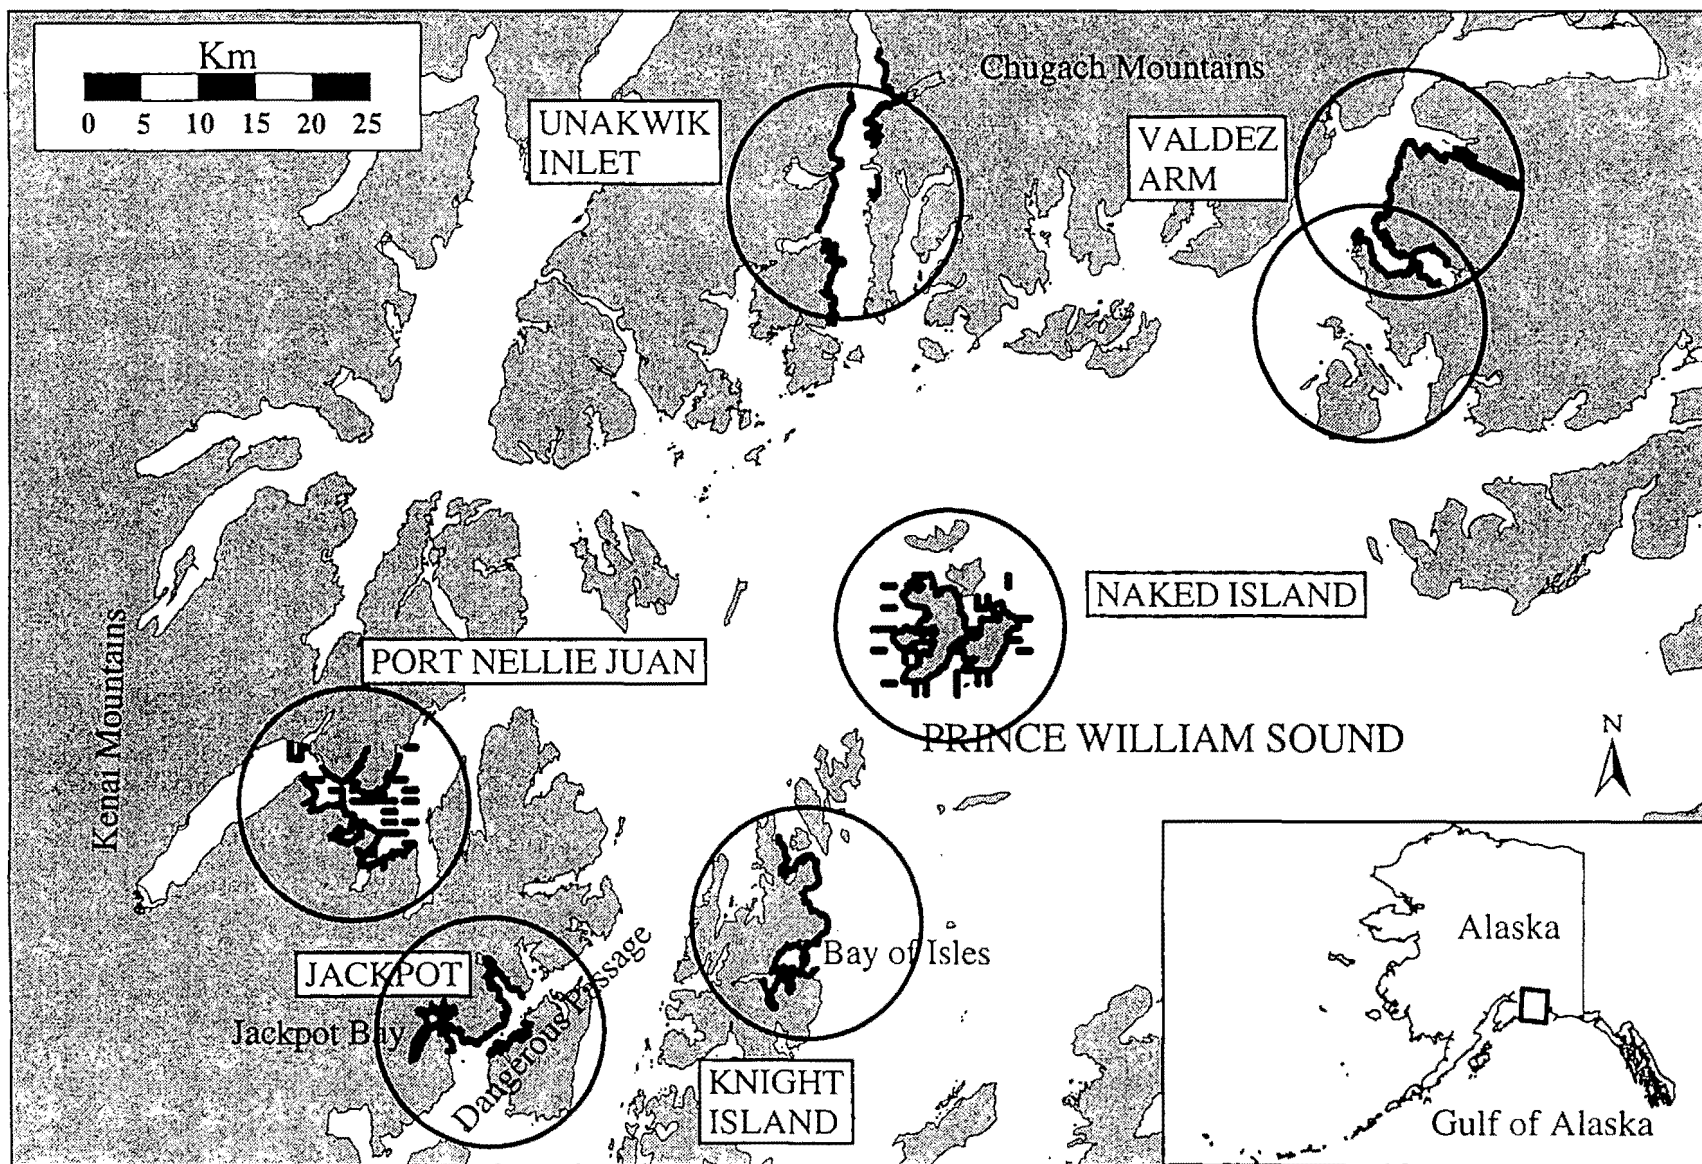 Km
0 5 10 15 20 25
Chugach Mountains
UNAKWIK
INLET
VALDEZ
ARM
NAKED ISLAND
PORT NELLIE JUAN
Kenai Mountains
PRINCE WILLIAM SOUND
N
JACKPOT
Jackpot Bay
Dangerous Passage
Bay of Isles
KNIGHT
ISLAND
Alaska
Gulf of Alaska